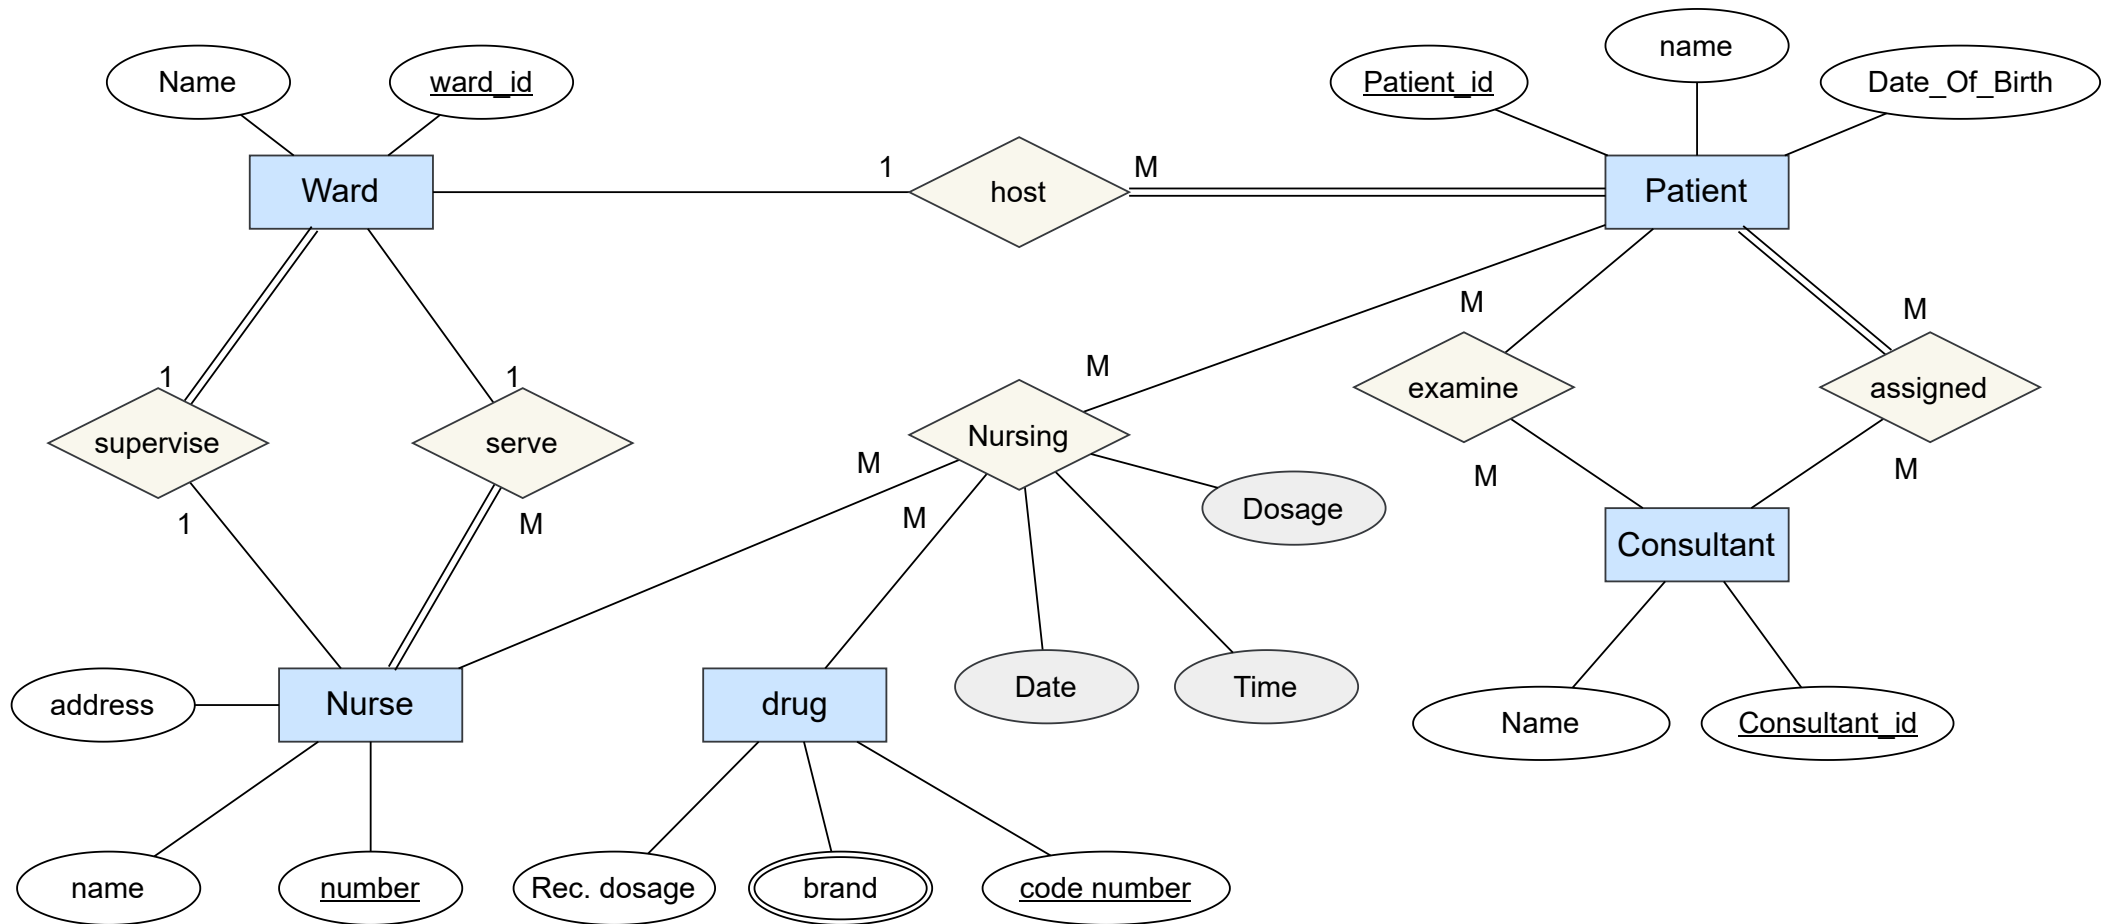 name
Name
ward_id
Patient_id
Date_Of_Birth
1
M
Ward
host
Patient
M
M
M
1
1
examine
assigned
supervise
serve
Nursing
M
M
M
Dosage
M
1
M
Consultant
Date
Time
address
Nurse
drug
Name
Consultant_id
name
number
Rec. dosage
brand
code number